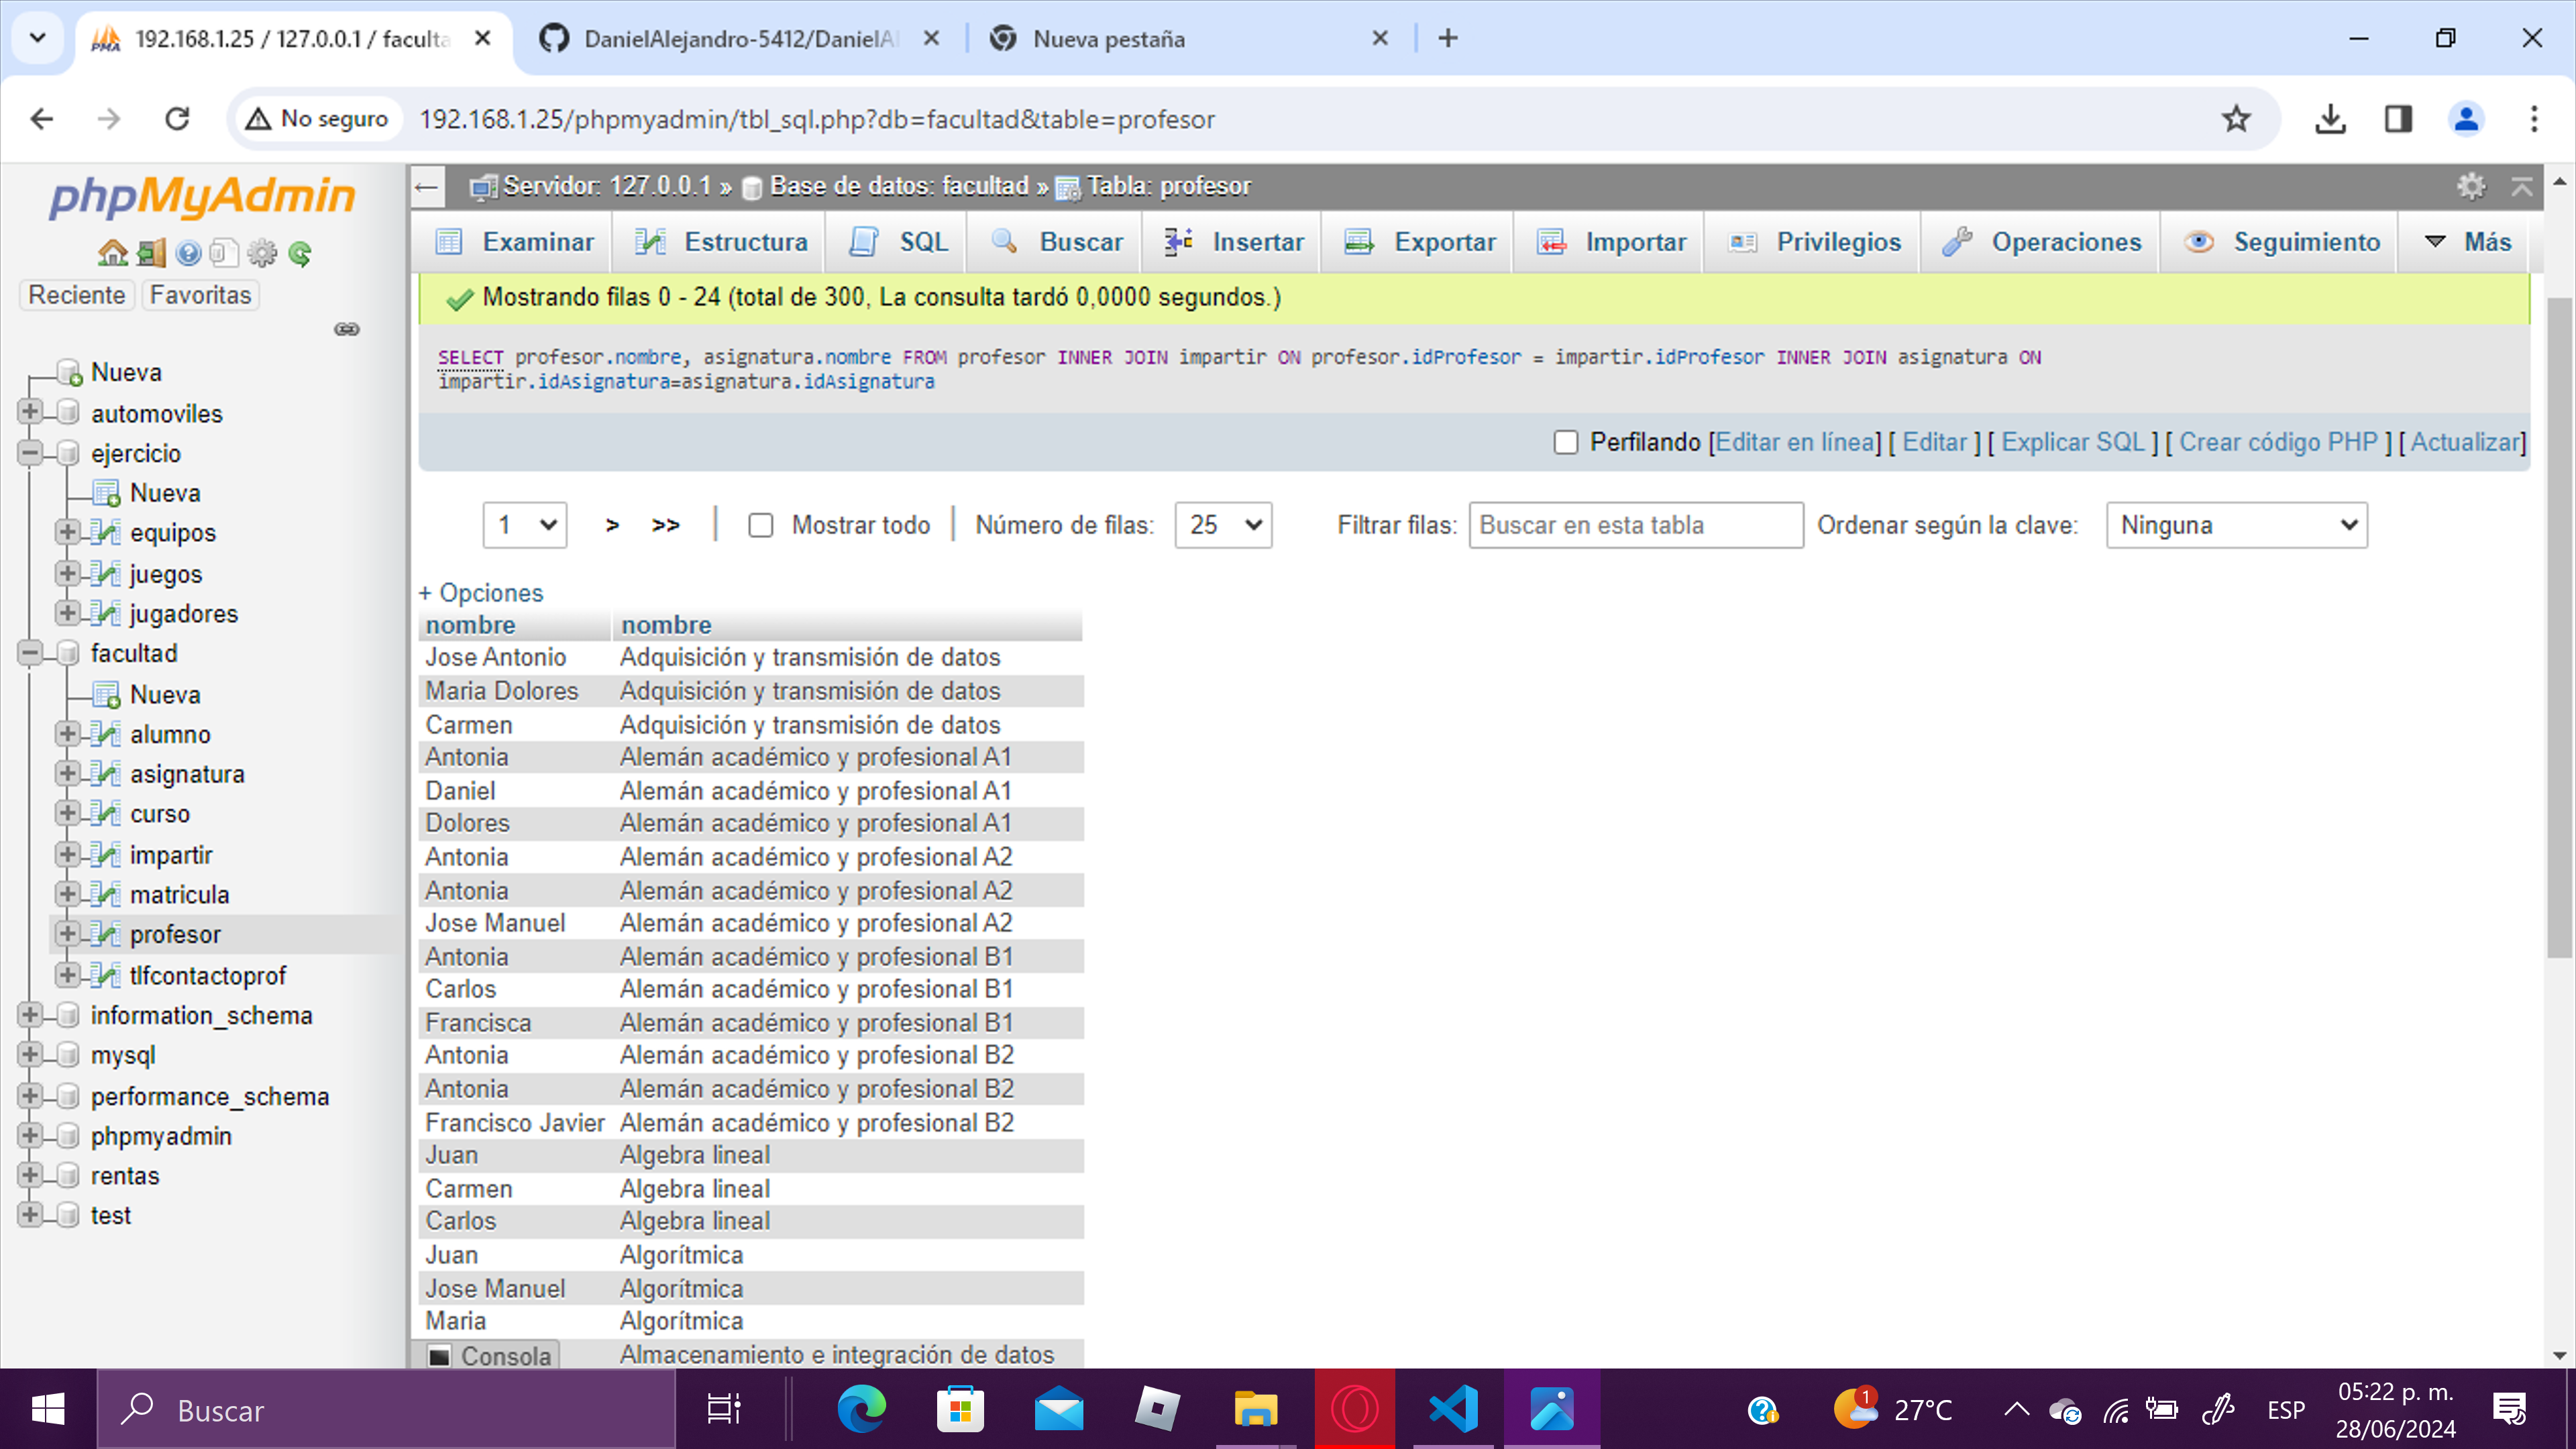 192.168.1.25 / 127.0.0.1 / faculta
DanielAlejandro-5412/DanielAl
Nueva pestaña
No seguro
192.168.1.25/phpmyadmin/tbl_sql.php?db=facultad&table=profesor
phpMyAdmin
Reciente Favoritas
Nueva
automoviles
ejercicio
Nueva
equipos
juegos
jugadores
facultad
Nueva
alumno
asignatura
curso
impartir
matricula
profesor
tlfcontactoprof
information_schema
mysql
performance_schema
phpmyadmin
rentas
test
Servidor: 127.0.0.1 » Base de datos: facultad » Tabla: profesor
Examinar Estructura SQL Buscar Insertar Exportar Importar Privilegios Operaciones Seguimiento Más
Mostrando filas 0 - 24 (total de 300, La consulta tardó 0,0000 segundos.)
SELECT profesor.nombre, asignatura.nombre FROM profesor INNER JOIN impartir ON profesor.idProfesor = impartir.idProfesor INNER JOIN asignatura ON
impartir.idAsignatura=asignatura.idAsignatura
Perfilando [Editar en línea] [ Editar ] [ Explicar SQL ] [ Crear código PHP ] [ Actualizar]
1 > >> Mostrar todo Número de filas: 25 Filtrar filas: Buscar en esta tabla Ordenar según la clave: Ninguna
+ Opciones
nombre nombre
Jose Antonio Adquisición y transmisión de datos
Maria Dolores Adquisición y transmisión de datos
Carmen Adquisición y transmisión de datos
Antonia Alemán académico y profesional A1
Daniel Alemán académico y profesional A1
Dolores Alemán académico y profesional A1
Antonia Alemán académico y profesional A2
Antonia Alemán académico y profesional A2
Jose Manuel Alemán académico y profesional A2
Antonia Alemán académico y profesional B1
Carlos Alemán académico y profesional B1
Francisca Alemán académico y profesional B1
Antonia Alemán académico y profesional B2
Antonia Alemán académico y profesional B2
Francisco Javier Alemán académico y profesional B2
Juan Algebra lineal
Carmen Algebra lineal
Carlos Algebra lineal
Juan Algorítmica
Jose Manuel Algorítmica
Maria Algorítmica
Consola Almacenamiento e integración de datos
Buscar
1
27°C
ESP
05:22 p. m.
28/06/2024